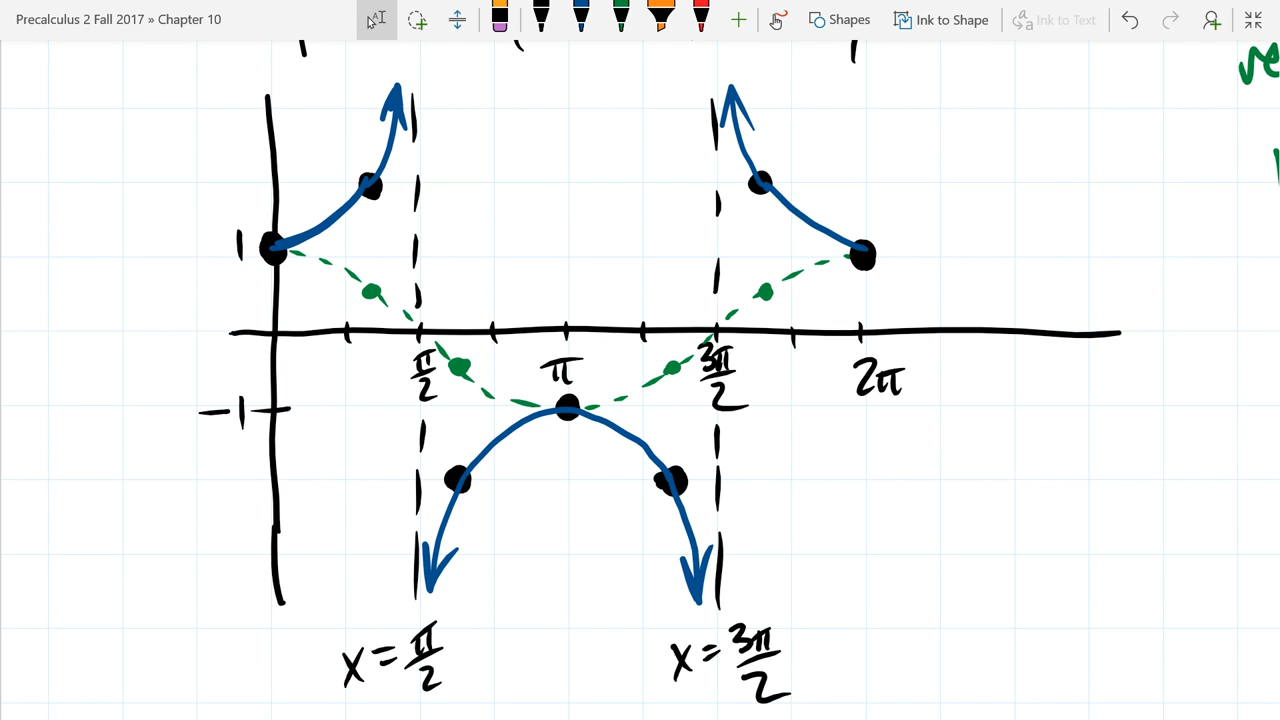 Precalculus 2 Fall 2017 » Chapter 10
Shapes
Ink to Shape
Ink to Text
1
π/2
π
3π/2
2π
-1
x = π/2
x = 3π/2